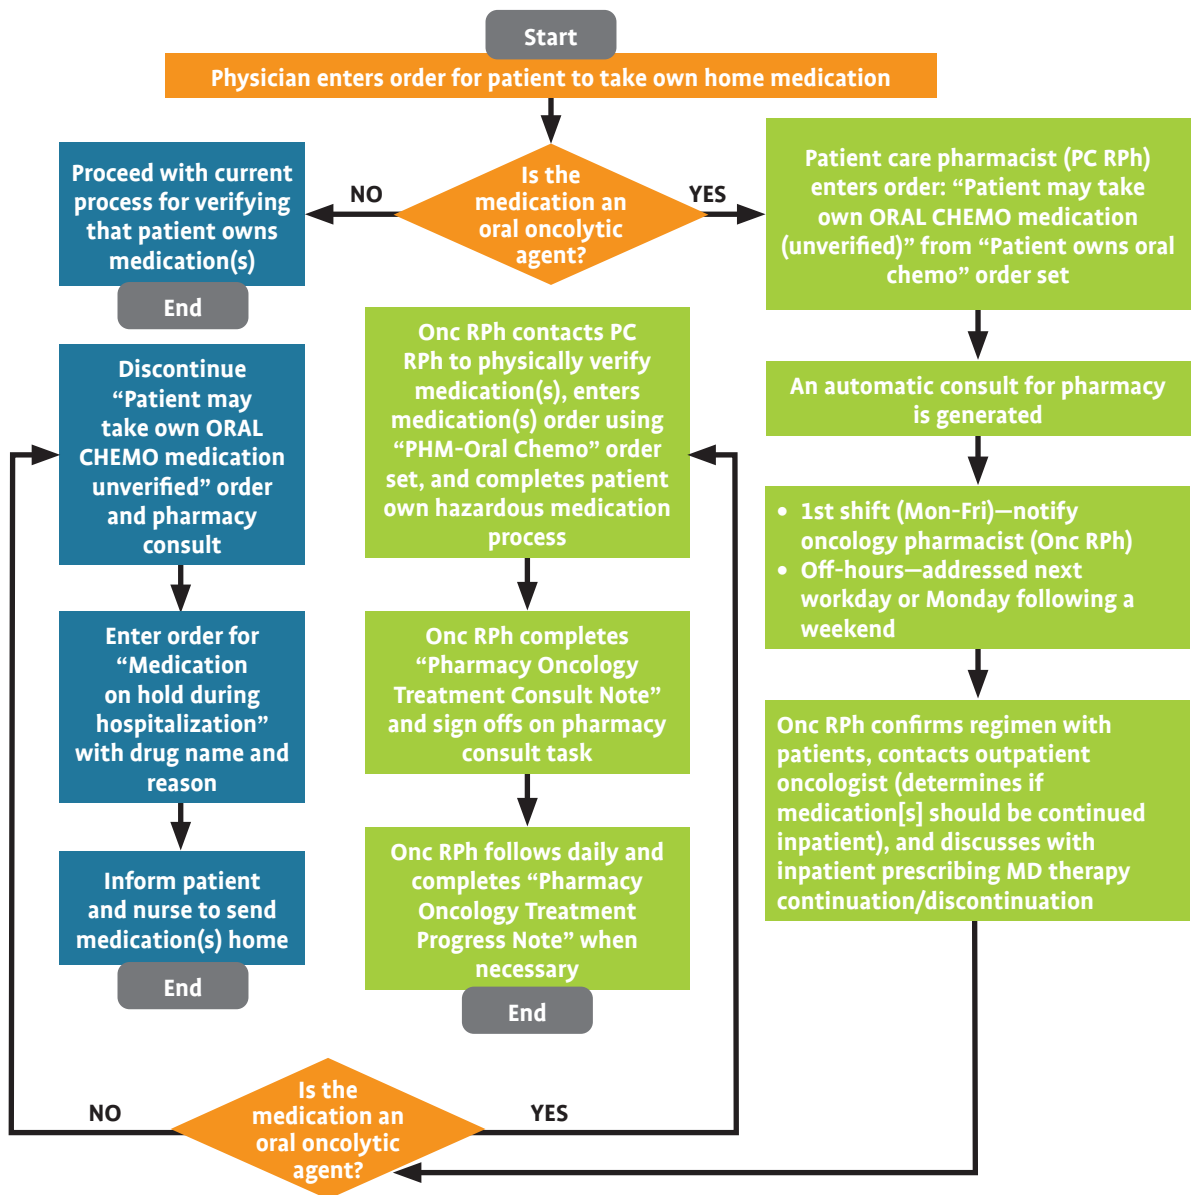 Start
Physician enters order for patient to take own home medication
Is the
medication an
oral oncolytic
agent?
NO
YES
Proceed with current
process for verifying
that patient owns
medication(s)
End
Patient care pharmacist (PC RPh)
enters order: “Patient may take
own ORAL CHEMO medication
(unverified)” from “Patient owns oral
chemo” order set
An automatic consult for pharmacy
is generated
• 1st shift (Mon-Fri)—notify
oncology pharmacist (Onc RPh)
• Off-hours—addressed next
workday or Monday following a
weekend
Onc RPh confirms regimen with
patients, contacts outpatient
oncologist (determines if
medication[s] should be continued
inpatient), and discusses with
inpatient prescribing MD therapy
continuation/discontinuation
Is the
medication an
oral oncolytic
agent?
NO
YES
Discontinue
“Patient may
take own ORAL
CHEMO medication
unverified” order
and pharmacy
consult
Enter order for
“Medication
on hold during
hospitalization”
with drug name and
reason
Inform patient
and nurse to send
medication(s) home
End
Onc RPh contacts PC
RPh to physically verify
medication(s), enters
medication(s) order using
“PHM-Oral Chemo” order
set, and completes patient
own hazardous medication
process
Onc RPh completes
“Pharmacy Oncology
Treatment Consult Note”
and sign offs on pharmacy
consult task
Onc RPh follows daily and
completes “Pharmacy
Oncology Treatment
Progress Note” when
necessary
End